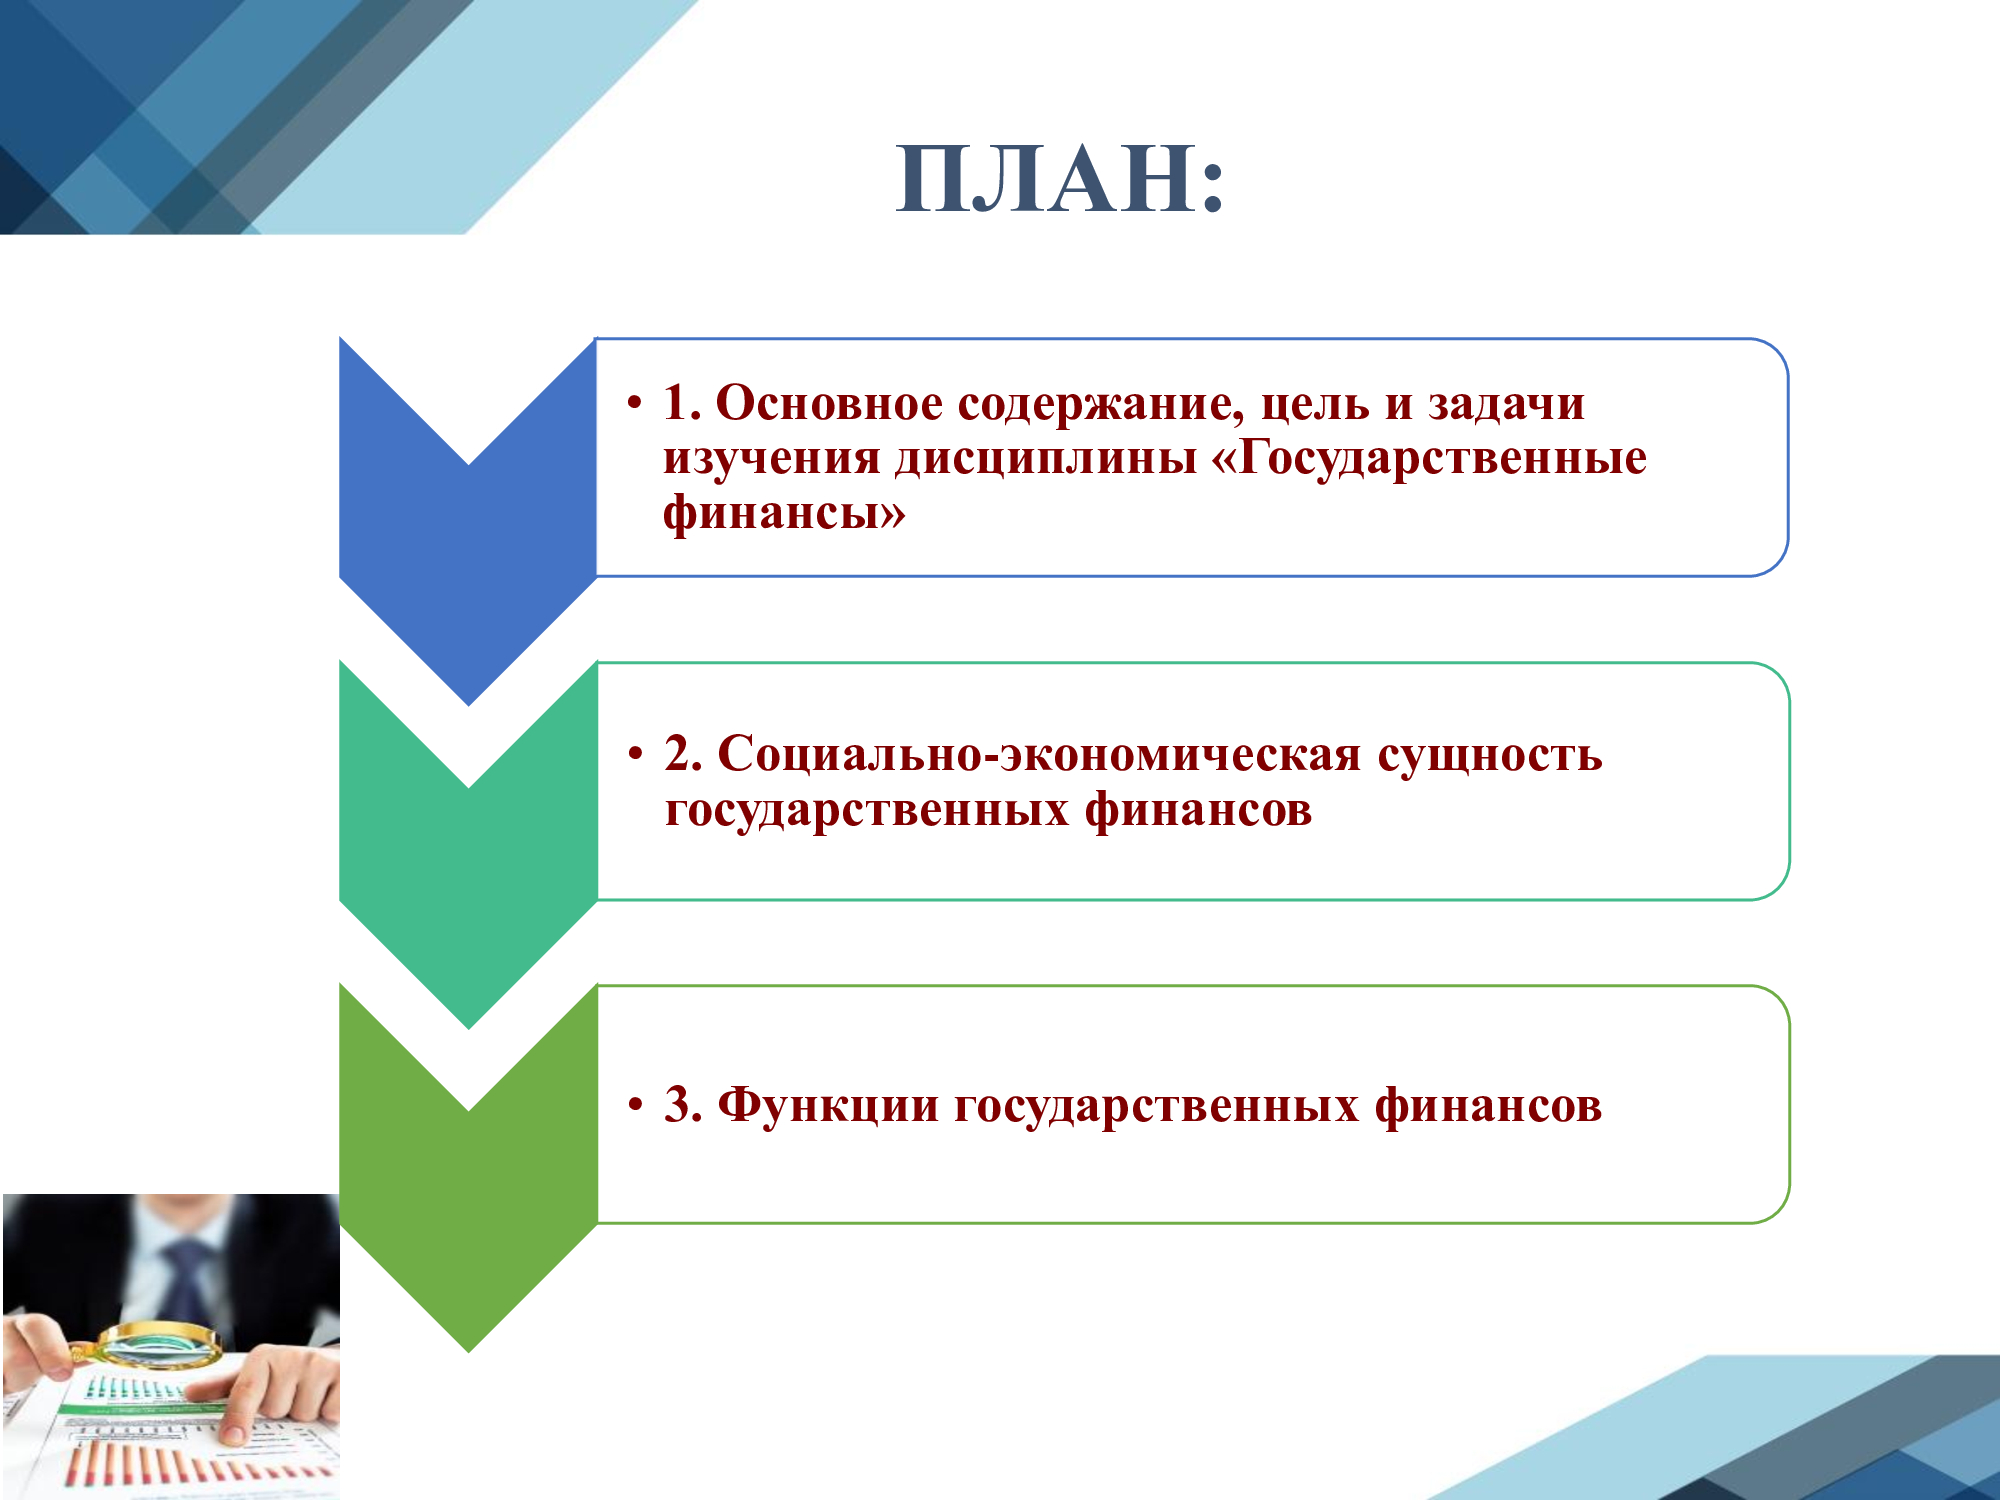 ПЛАН:
• 1. Основное содержание, цель и задачи
изучения дисциплины «Государственные
финансы»
• 2. Социально-экономическая сущность
государственных финансов
• 3. Функции государственных финансов